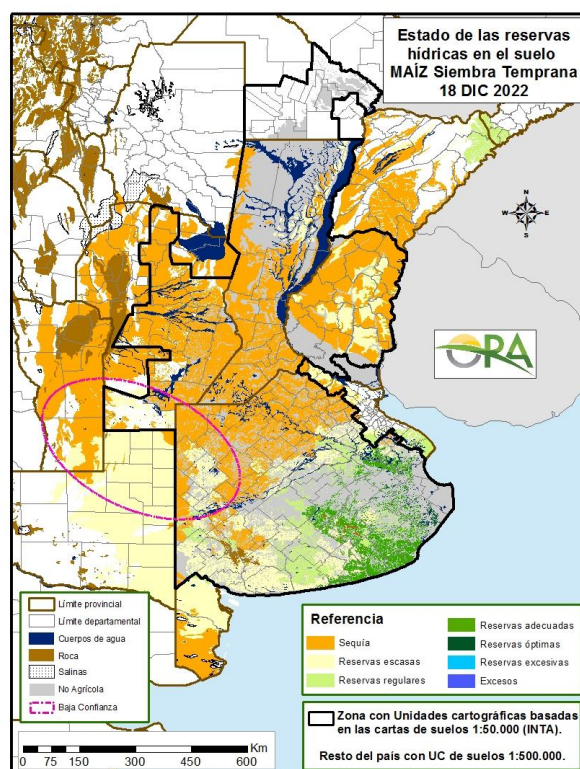 Estado de las reservas
hídricas en el suelo
MAÍZ Siembra Temprana
18 DIC 2022
N
W
E
S
ORA
Límite provincial
Límite departamental
Cuerpos de agua
Roca
Salinas
No Agrícola
Baja Confianza
Referencia
Sequía
Reservas escasas
Reservas regulares
Reservas adecuadas
Reservas óptimas
Reservas excesivas
Excesos
Zona con Unidades cartográficas basadas
en las cartas de suelos 1:50.000 (INTA).
Resto del país con UC de suelos 1:500.000.
0 75 150 300 450 600 Km